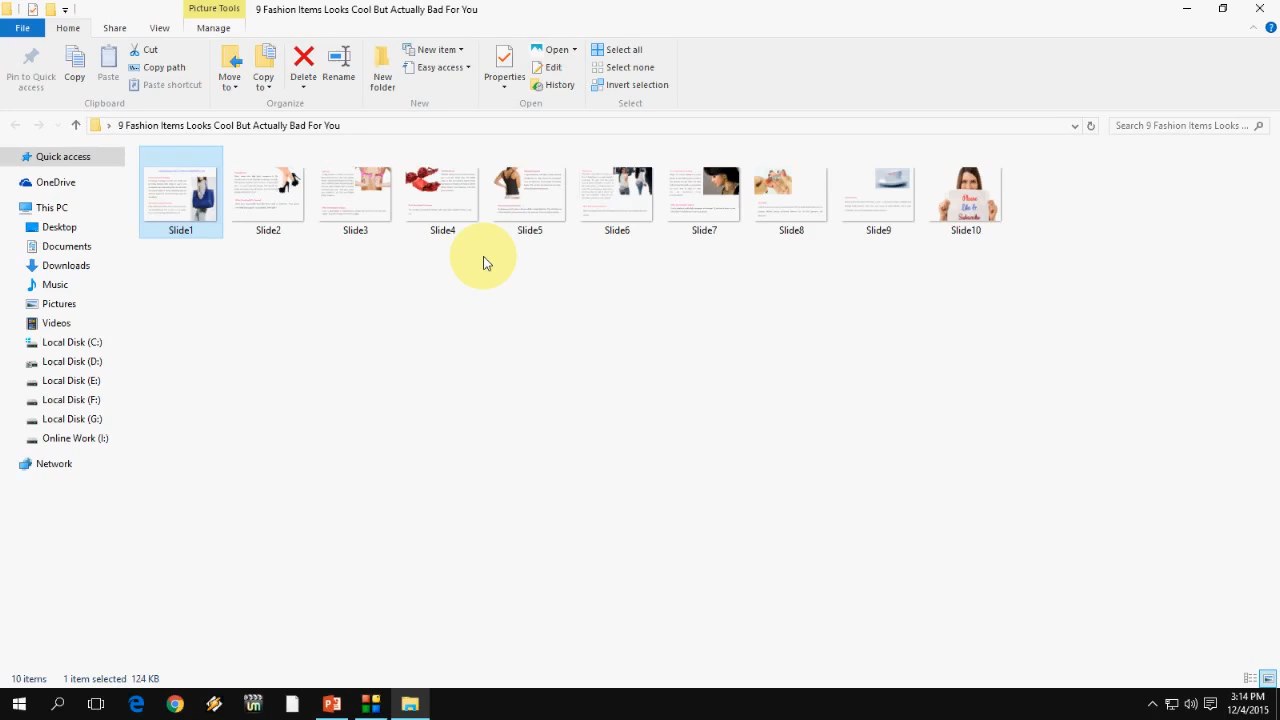 Picture Tools
9 Fashion Items Looks Cool But Actually Bad For You
File
Home
Share
View
Manage
Pin to Quick access
Copy
Paste
Cut
Copy path
Paste shortcut
Clipboard
Move to
Copy to
Delete
Rename
Organize
New folder
New item
Easy access
New
Properties
Open
Edit
History
Open
Select all
Select none
Invert selection
Select
9 Fashion Items Looks Cool But Actually Bad For You
Search 9 Fashion Items Looks ...
Quick access
OneDrive
This PC
Desktop
Documents
Downloads
Music
Pictures
Videos
Local Disk (C:)
Local Disk (D:)
Local Disk (E:)
Local Disk (F:)
Local Disk (G:)
Online Work (I:)
Network
Please
Like &
Subscribe
Slide1
Slide2
Slide3
Slide4
Slide5
Slide6
Slide7
Slide8
Slide9
Slide10
10 items
1 item selected 124 KB
3:14 PM
12/4/2015